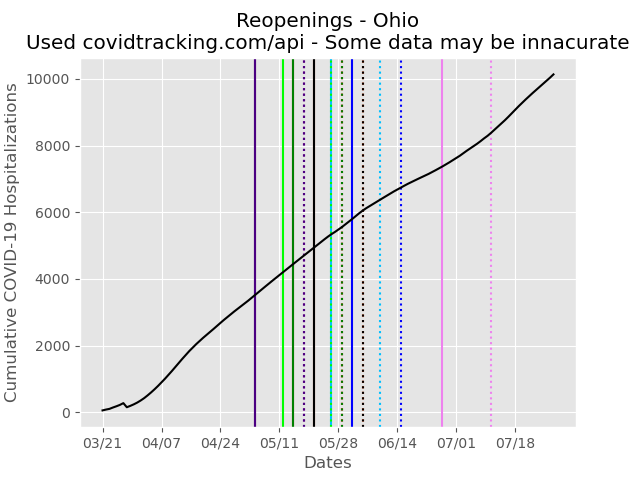 Reopenings - Ohio
Used covidtracking.com/api - Some data may be innacurate
Cumulative COVID-19 Hospitalizations
10000
8000
6000
4000
2000
0
03/21 04/07 04/24 05/11 05/28 06/14 07/01 07/18
Dates